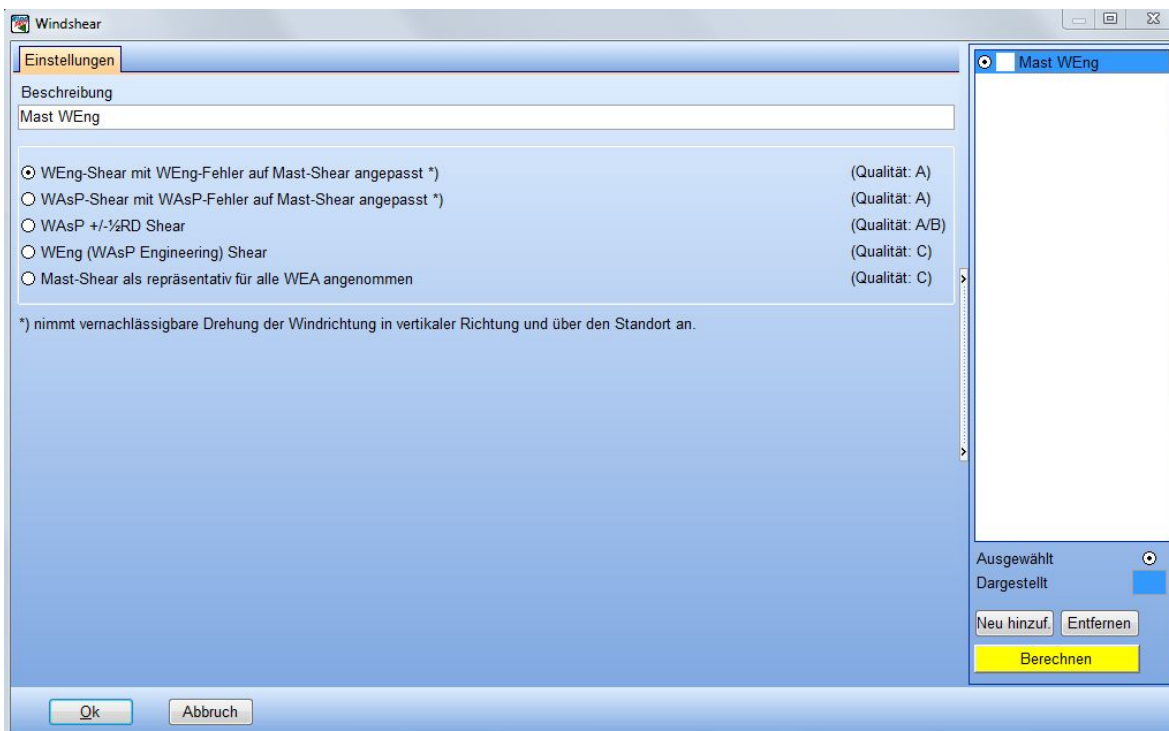 Windshear
Einstellungen
Beschreibung
Mast WEng
WEng-Shear mit WEng-Fehler auf Mast-Shear angepasst *) (Qualität: A)
WAsP-Shear mit WAsP-Fehler auf Mast-Shear angepasst *) (Qualität: A)
WAsP +/-½RD Shear (Qualität: A/B)
WEng (WAsP Engineering) Shear (Qualität: C)
Mast-Shear als repräsentativ für alle WEA angenommen (Qualität: C)
*) nimmt vernachlässigbare Drehung der Windrichtung in vertikaler Richtung und über den Standort an.
Mast WEng
Ausgewählt
Dargestellt
Neu hinzuf. Entfernen
Berechnen
Ok Abbruch